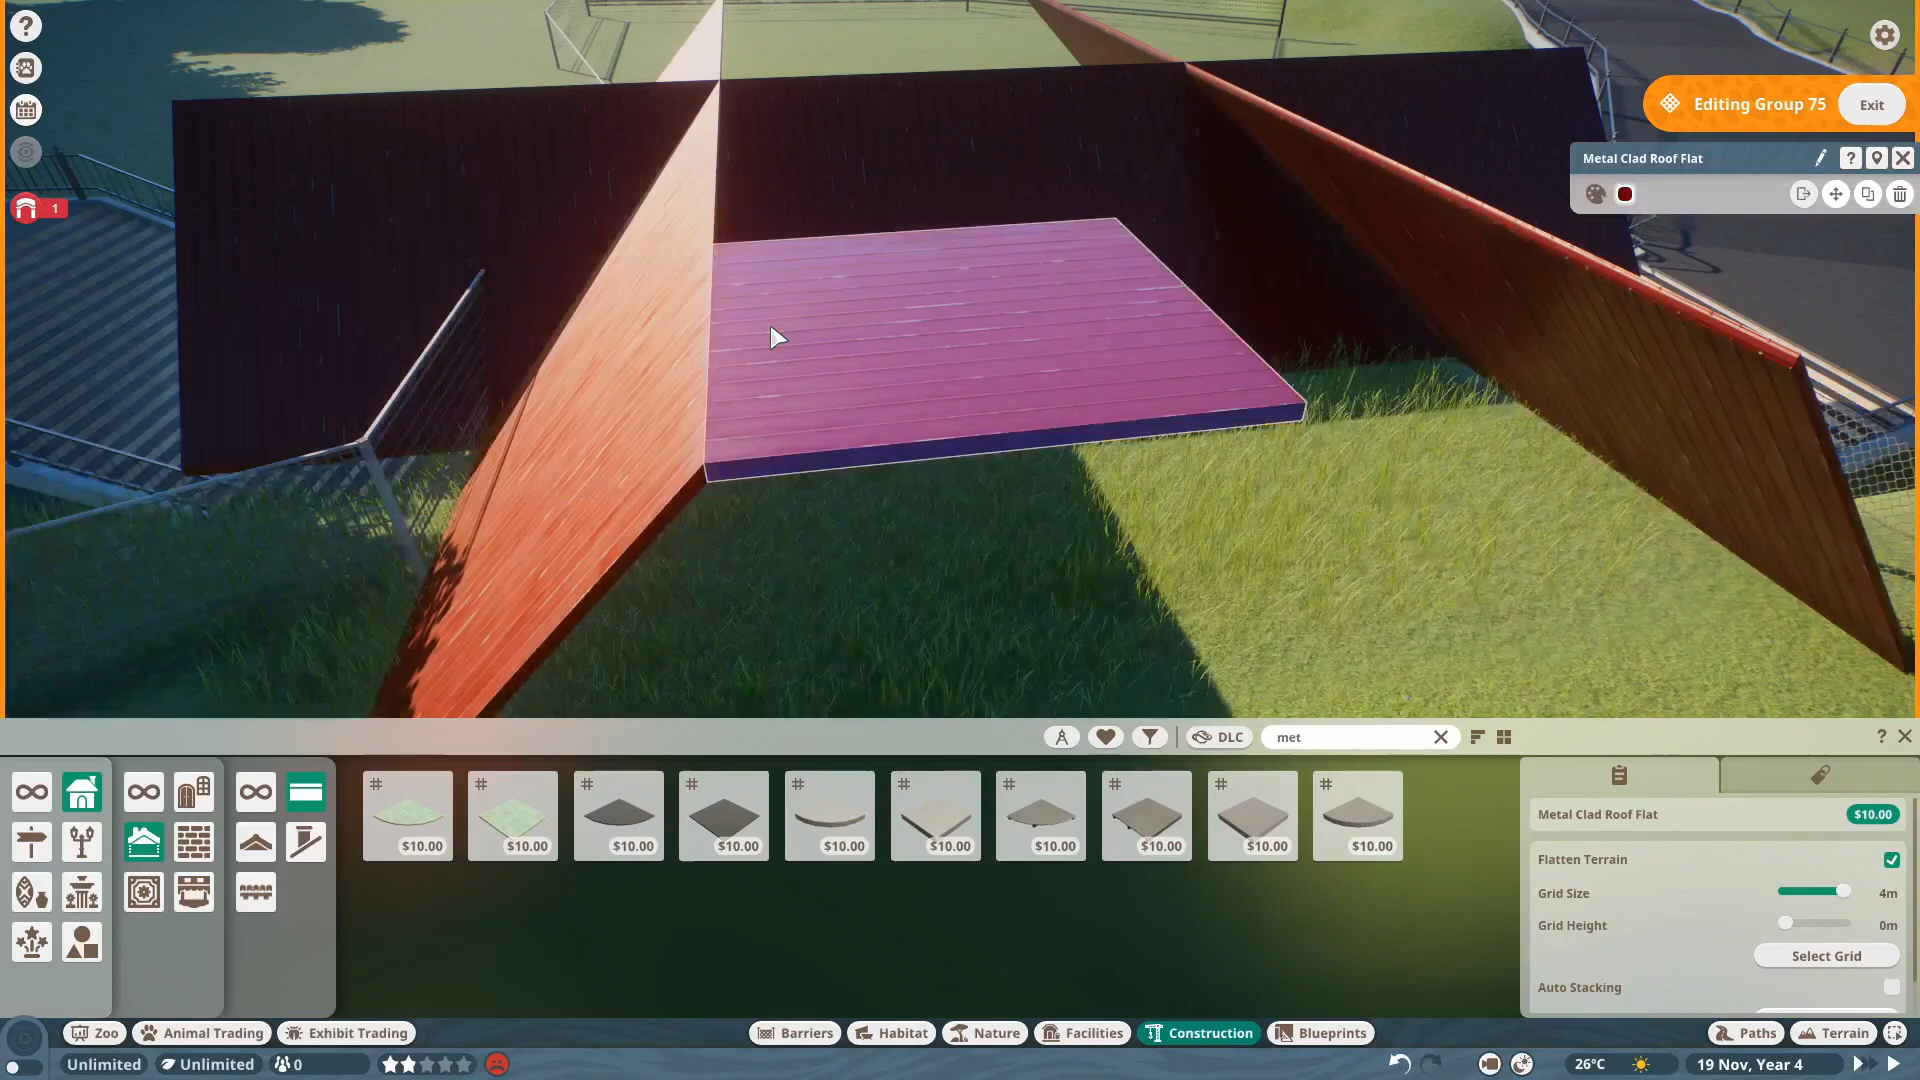 Editing Group 75
Exit
Metal Clad Roof Flat
?
?
1
DLC
met
?
$10.00
$10.00
$10.00
$10.00
$10.00
$10.00
$10.00
$10.00
$10.00
$10.00
Metal Clad Roof Flat
$10.00
Flatten Terrain
Grid Size
4m
Grid Height
0m
Select Grid
Auto Stacking
Zoo
Animal Trading
Exhibit Trading
Barriers
Habitat
Nature
Facilities
Construction
Blueprints
Paths
Terrain
Unlimited
Unlimited
0
26°C
19 Nov, Year 4